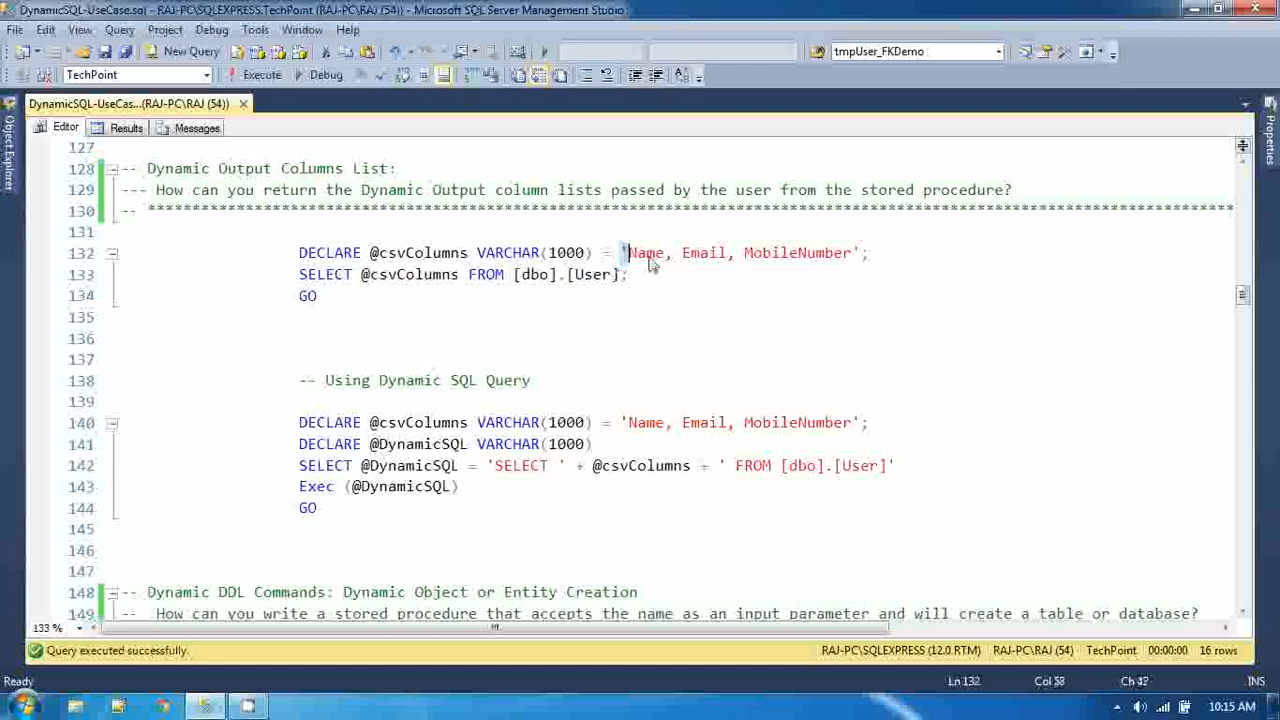 DynamicSQL-UseCase.sql - RAJ-PC\SQLEXPRESS.TechPoint (RAJ-PC\RAJ (54)) - Microsoft SQL Server Management Studio
File Edit View Query Project Debug Tools Window Help
New Query tmpUser_FKDemo
TechPoint Execute Debug
DynamicSQL-UseCas...(RAJ-PC\RAJ (54)) ×
Object Explorer
Properties
Editor Results Messages
127
128 -- Dynamic Output Columns List:
129 --- How can you return the Dynamic Output column lists passed by the user from the stored procedure?
130 -- ****************************************************************************************************************************
131
132 DECLARE @csvColumns VARCHAR(1000) = 'Name, Email, MobileNumber';
133 SELECT @csvColumns FROM [dbo].[User];
134 GO
135
136
137
138 -- Using Dynamic SQL Query
139
140 DECLARE @csvColumns VARCHAR(1000) = 'Name, Email, MobileNumber';
141 DECLARE @DynamicSQL VARCHAR(1000)
142 SELECT @DynamicSQL = 'SELECT ' + @csvColumns + ' FROM [dbo].[User]'
143 Exec (@DynamicSQL)
144 GO
145
146
147
148 -- Dynamic DDL Commands: Dynamic Object or Entity Creation
149 -- How can you write a stored procedure that accepts the name as an input parameter and will create a table or database?
133 %
Query executed successfully. RAJ-PC\SQLEXPRESS (12.0 RTM) RAJ-PC\RAJ (54) TechPoint 00:00:00 16 rows
Ready Ln 132 Col 38 Ch 32 INS
10:15 AM